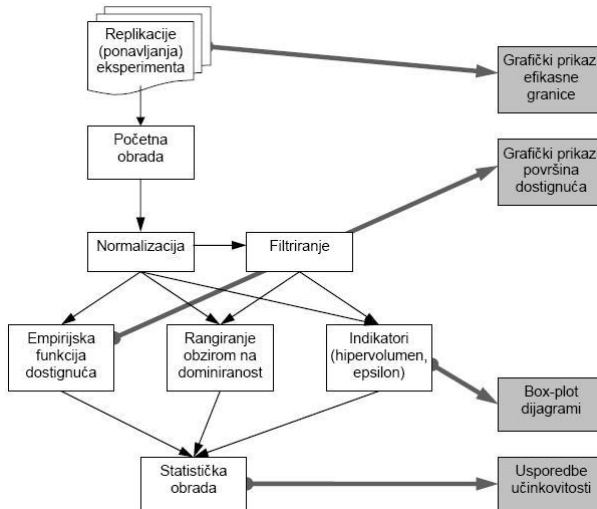 Replikacije
(ponavljanja)
eksperimenta
Grafički prikaz
efikasne
granice
Početna
obrada
Grafički prikaz
površina
dostignuća
Normalizacija
Filtriranje
Empirijska
funkcija
dostignuća
Rangiranje
obzirom na
dominiranost
Indikatori
(hipervolumen,
epsilon)
Box-plot
dijagrami
Statistička
obrada
Usporedbe
učinkovitosti